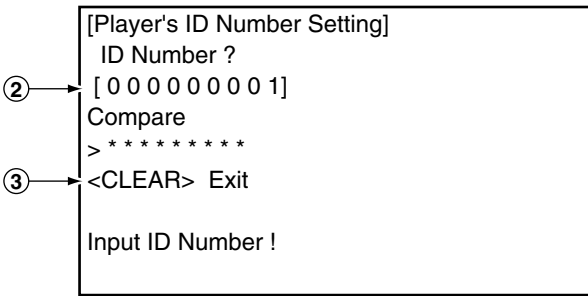 [Player's ID Number Setting]
ID Number ?
② [ 0 0 0 0 0 0 0 0 1]
Compare
> * * * * * * * * *
③ <CLEAR> Exit
Input ID Number !